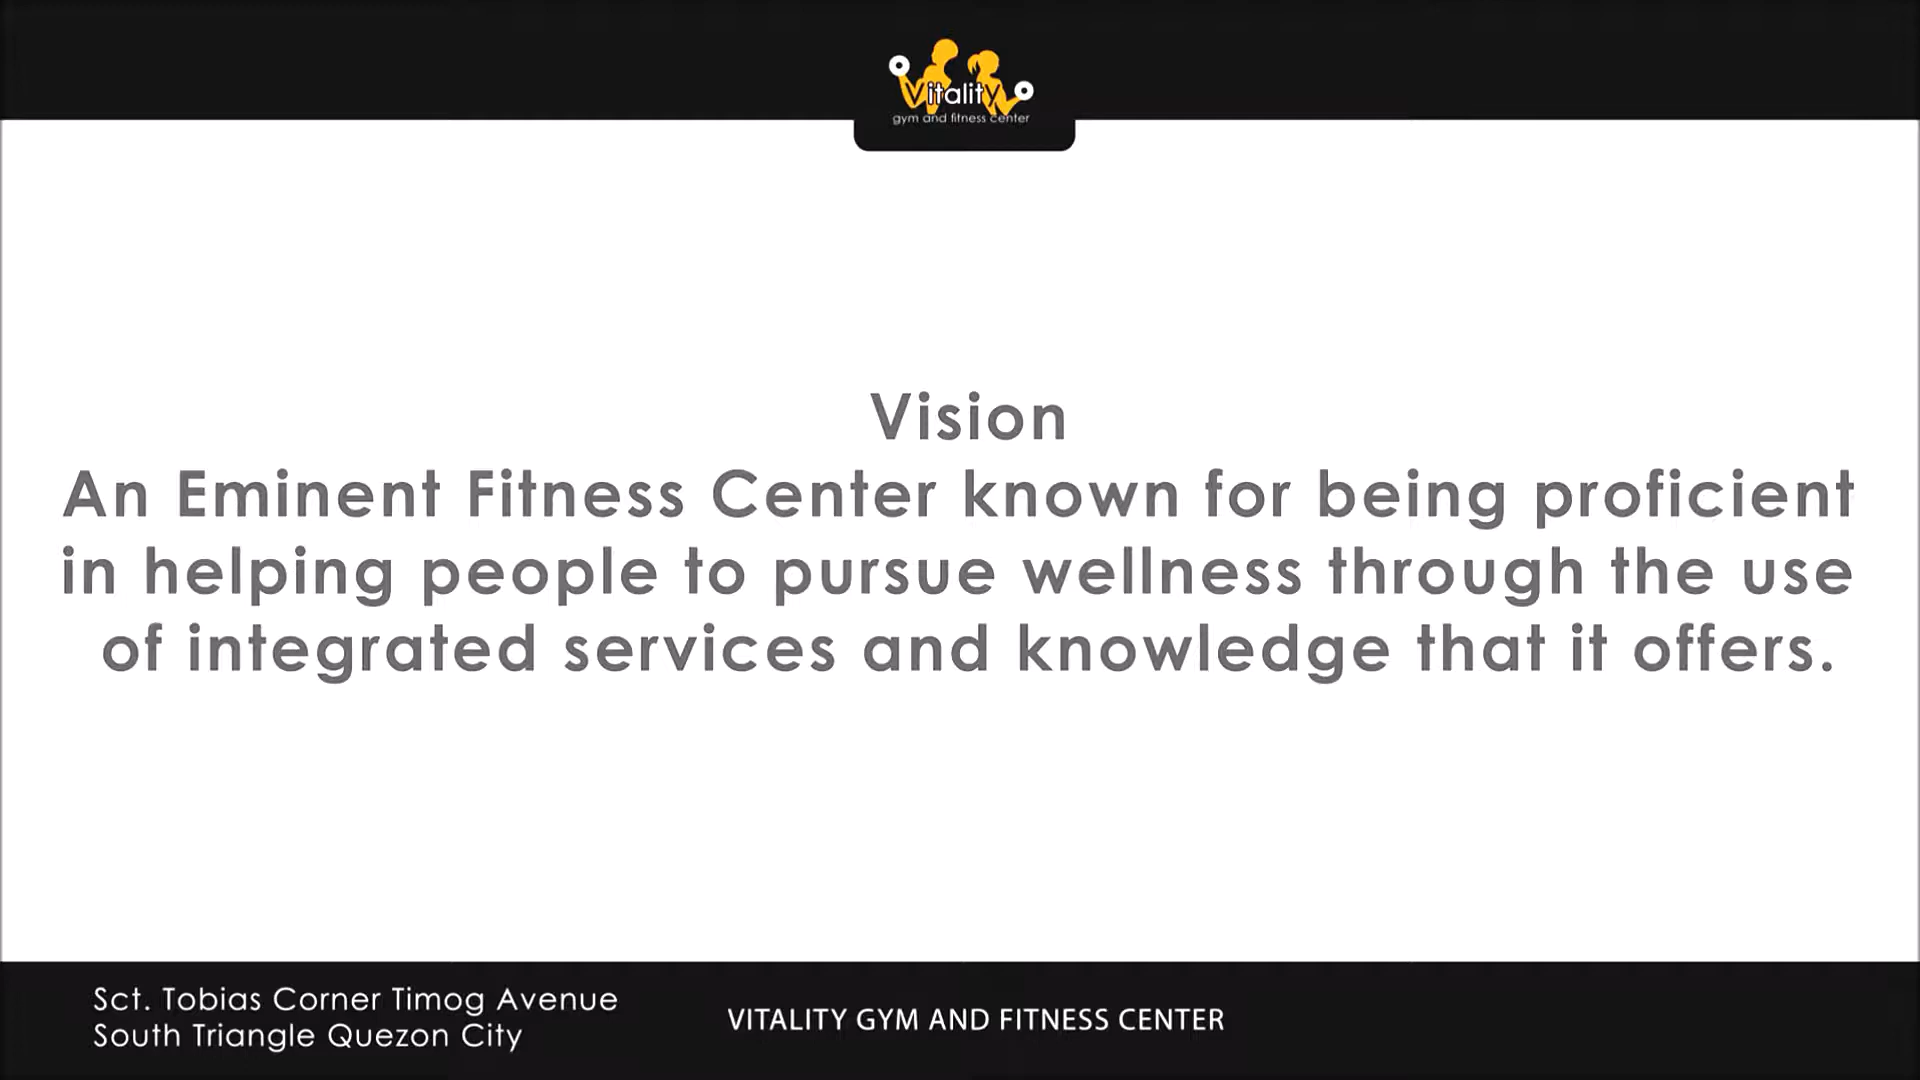 Vitality
gym and fitness center
Vision
An Eminent Fitness Center known for being proficient
in helping people to pursue wellness through the use
of integrated services and knowledge that it offers.
Sct. Tobias Corner Timog Avenue
South Triangle Quezon City
VITALITY GYM AND FITNESS CENTER